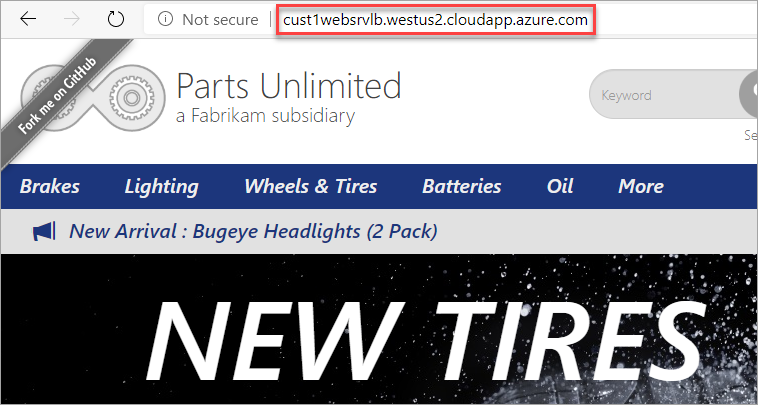 Not secure cust1websrvlb.westus2.cloudapp.azure.com
Fork me on GitHub
Parts Unlimited
a Fabrikam subsidiary
Keyword
Se
Brakes Lighting Wheels & Tires Batteries Oil More
New Arrival : Bugeye Headlights (2 Pack)
NEW TIRES